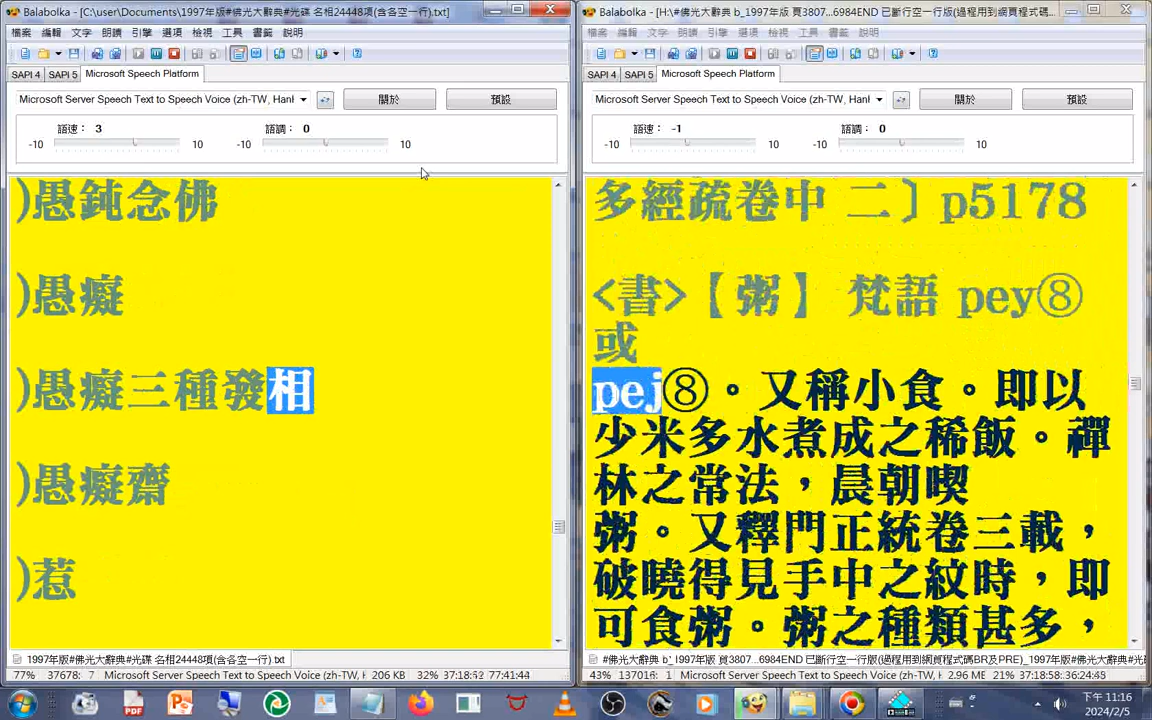 Balabolka - [C:\user\Documents\1997年版#佛光大辭典#光碟 名相24448項(含各空一行).txt]
檔案 編輯 文字 朗讀 引擎 選項 檢視 工具 書籤 說明
SAPI 4 SAPI 5 Microsoft Speech Platform
Microsoft Server Speech Text to Speech Voice (zh-TW, HanI
關於
預設
語速： 3
語調： 0
-10 10 -10 10
)愚鈍念佛
)愚癡
)愚癡三種發相
)愚癡齋
)惹
1997年版#佛光大辭典#光碟 名相24448項(含各空一行).txt
77% 37618: 7 Microsoft Server Speech Text to Speech Voice (zh-TW, H 206 KB 32% 37:18:52 77:41:44
Balabolka - [H:\#佛光大辭典 b_1997年版 頁3807...6984END 已斷行空一行版(過程用到網頁程式碼...
檔案 編輯 文字 朗讀 引擎 選項 檢視 工具 書籤 說明
SAPI 4 SAPI 5 Microsoft Speech Platform
Microsoft Server Speech Text to Speech Voice (zh-TW, HanI
關於
預設
語速： -1
語調： 0
-10 10 -10 10
多經疏卷中 二〕p5178
<書>【粥】 梵語 pey⑧
或
pej⑧。又稱小食。即以
少米多水煮成之稀飯。禪
林之常法，晨朝喫
粥。又釋門正統卷三載，
破曉得見手中之紋時，即
可食粥。粥之種類甚多，
#佛光大辭典 b_1997年版 頁3807...6984END 已斷行空一行版(過程用到網頁程式碼BR及PRE)_1997年版#光
43% 137016: 1 Microsoft Server Speech Text to Speech Voice (zh-TW, H 2.96 MB 21% 37:18:58:36:24:48
下午 11:16
2024/2/5